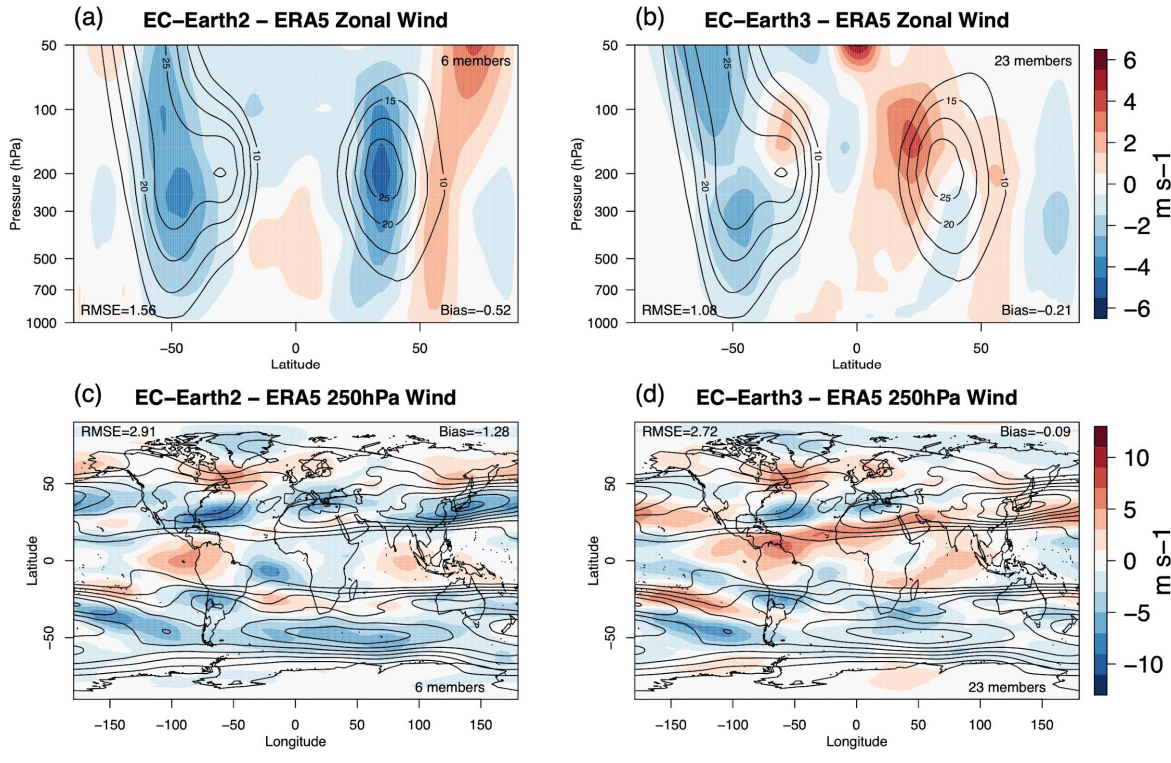 (a) EC−Earth2 − ERA5 Zonal Wind
6 members
50
100
200
300
500
700
1000
Pressure (hPa)
25
20
10
15
10
25
20
RMSE=1.56
Bias=−0.52
−50 0 50
Latitude
(b) EC−Earth3 − ERA5 Zonal Wind
23 members
50
100
200
300
500
700
1000
Pressure (hPa)
25
20
10
15
10
25
20
RMSE=1.08
Bias=−0.21
−50 0 50
Latitude
6
4
2
0
−2
−4
−6
m s−1
(c) EC−Earth2 − ERA5 250hPa Wind
RMSE=2.91
Bias=−1.28
50
0
−50
Latitude
6 members
−150 −100 −50 0 50 100 150
Longitude
(d) EC−Earth3 − ERA5 250hPa Wind
RMSE=2.72
Bias=−0.09
50
0
−50
Latitude
23 members
−150 −100 −50 0 50 100 150
Longitude
10
5
0
−5
−10
m s−1